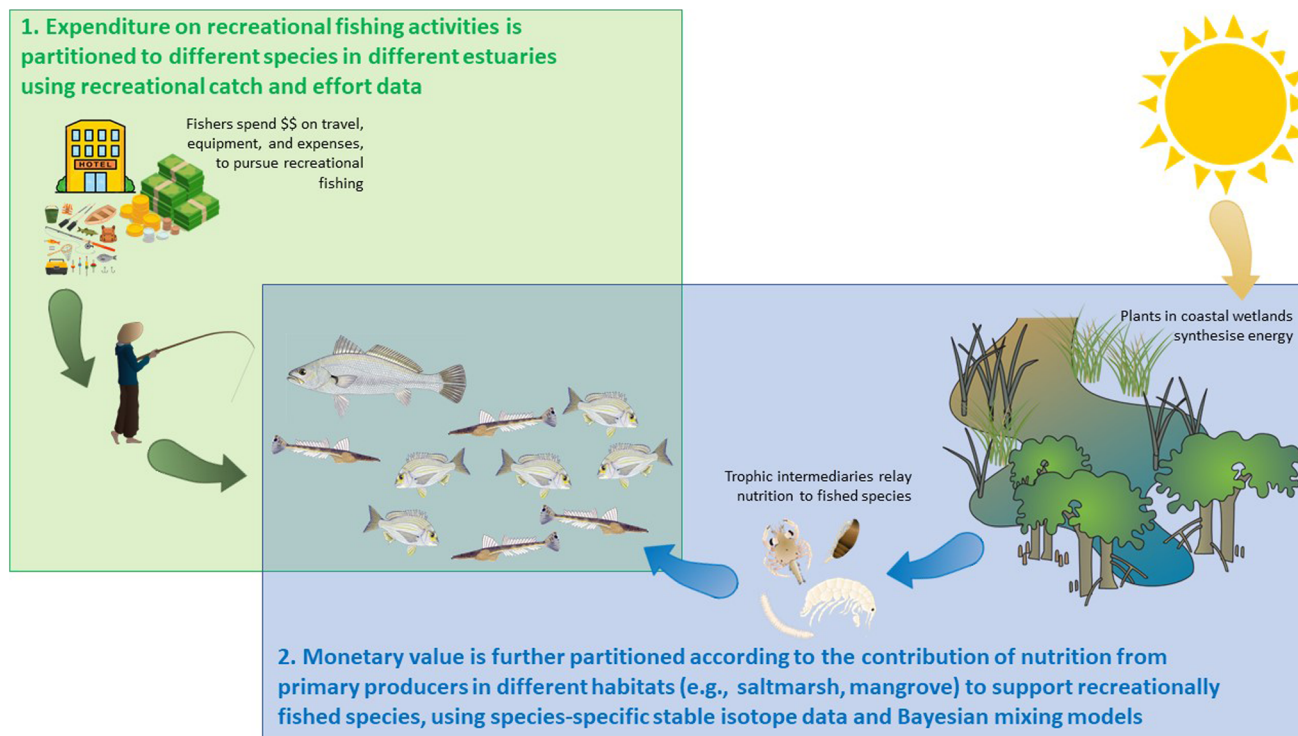 1. Expenditure on recreational fishing activities is
partitioned to different species in different estuaries
using recreational catch and effort data
Fishers spend $$ on travel,
equipment, and expenses,
to pursue recreational
fishing
HOTEL
Plants in coastal wetlands
synthesise energy
Trophic intermediaries relay
nutrition to fished species
2. Monetary value is further partitioned according to the contribution of nutrition from
primary producers in different habitats (e.g., saltmarsh, mangrove) to support recreationally
fished species, using species-specific stable isotope data and Bayesian mixing models